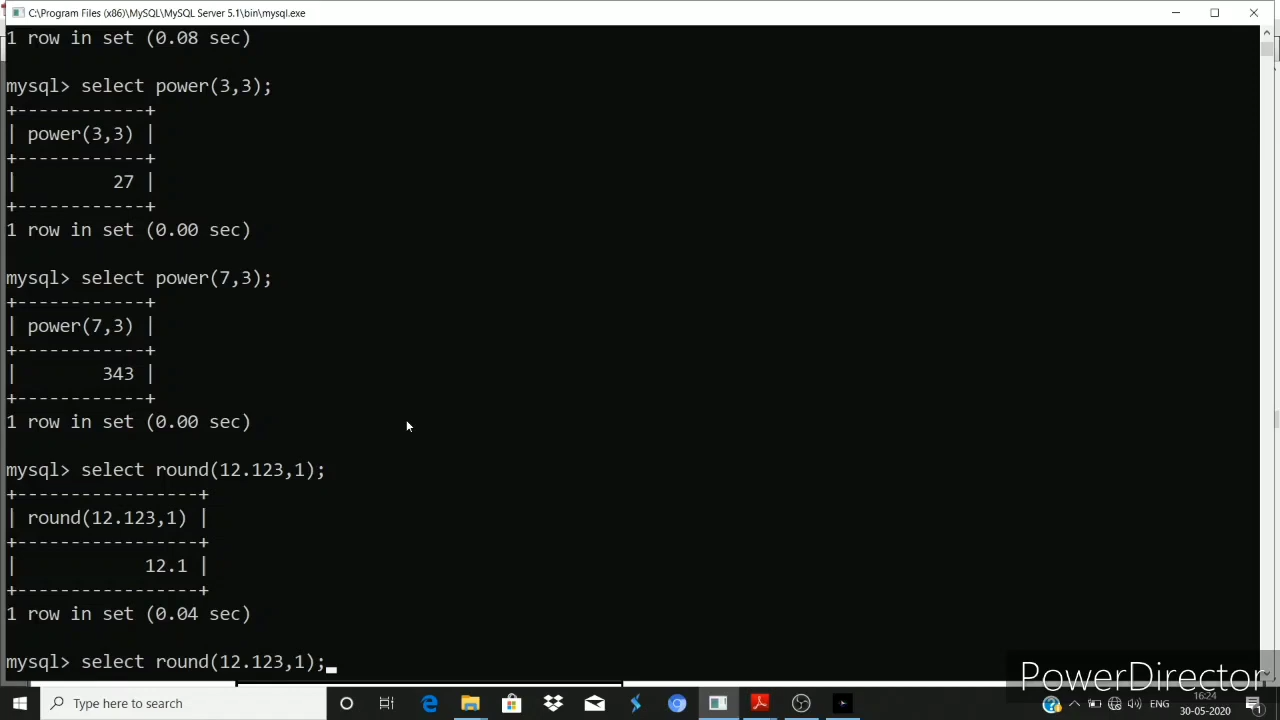 C:\Program Files (x86)\MySQL\MySQL Server 5.1\bin\mysql.exe
1 row in set (0.08 sec)
mysql> select power(3,3);
+------------+
| power(3,3) |
+------------+
|         27 |
+------------+
1 row in set (0.00 sec)
mysql> select power(7,3);
+------------+
| power(7,3) |
+------------+
|        343 |
+------------+
1 row in set (0.00 sec)
mysql> select round(12.123,1);
+-----------------+
| round(12.123,1) |
+-----------------+
|            12.1 |
+-----------------+
1 row in set (0.04 sec)
mysql> select round(12.123,1);
PowerDirector
Type here to search
ENG
16:24
30-05-2020
1